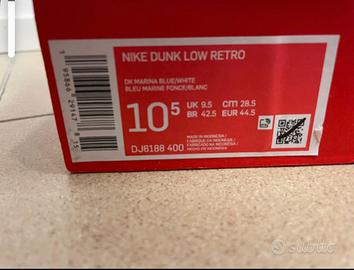 NIKE DUNK LOW RETRO
DK MARINA BLUE/WHITE
BLEU MARINE FONCE/BLANC
10⁵ UK 9.5 cm 28.5
BR 42.5 EUR 44.5
DJ6188 400
MADE IN INDONESIA /
FABRIQUE EN INDONESIE /
FABRICADO NA INDONESIA /
HECHO EN INDONESIA
subito